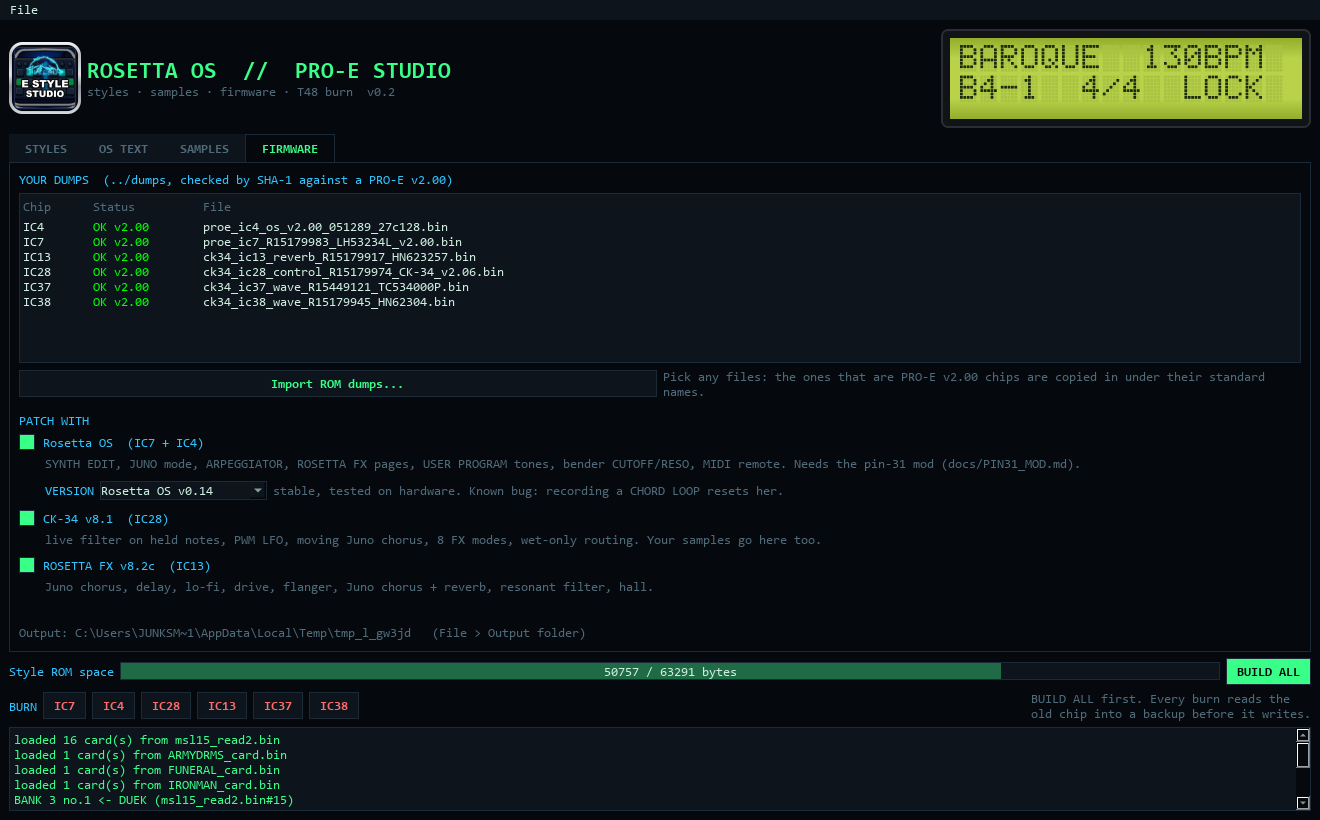 File
E STYLE
STUDIO
ROSETTA OS // PRO-E STUDIO
styles · samples · firmware · T48 burn v0.2
BAROQUE 130BPM
B4-1 4/4 LOCK
STYLES OS TEXT SAMPLES FIRMWARE
YOUR DUMPS (../dumps, checked by SHA-1 against a PRO-E v2.00)
Chip Status File
IC4 OK v2.00 proe_ic4_os_v2.00_051289_27c128.bin
IC7 OK v2.00 proe_ic7_R15179983_LH53234L_v2.00.bin
IC13 OK v2.00 ck34_ic13_reverb_R15179917_HN623257.bin
IC28 OK v2.00 ck34_ic28_control_R15179974_CK-34_v2.06.bin
IC37 OK v2.00 ck34_ic37_wave_R15449121_TC534000P.bin
IC38 OK v2.00 ck34_ic38_wave_R15179945_HN62304.bin
Import ROM dumps...
Pick any files: the ones that are PRO-E v2.00 chips are copied in under their standard
names.
PATCH WITH
Rosetta OS (IC7 + IC4)
SYNTH EDIT, JUNO mode, ARPEGGIATOR, ROSETTA FX pages, USER PROGRAM tones, bender CUTOFF/RESO, MIDI remote. Needs the pin-31 mod (docs/PIN31_MOD.md).
VERSION Rosetta OS v0.14 stable, tested on hardware. Known bug: recording a CHORD LOOP resets her.
CK-34 v8.1 (IC28)
live filter on held notes, PWM LFO, moving Juno chorus, 8 FX modes, wet-only routing. Your samples go here too.
ROSETTA FX v8.2c (IC13)
Juno chorus, delay, lo-fi, drive, flanger, Juno chorus + reverb, resonant filter, hall.
Output: C:\Users\JUNKSM~1\AppData\Local\Temp\tmp_l_gw3jd (File > Output folder)
Style ROM space 50757 / 63291 bytes BUILD ALL
BURN IC7 IC4 IC28 IC13 IC37 IC38
BUILD ALL first. Every burn reads the
old chip into a backup before it writes.
loaded 16 card(s) from msl15_read2.bin
loaded 1 card(s) from ARMYDRMS_card.bin
loaded 1 card(s) from FUNERAL_card.bin
loaded 1 card(s) from IRONMAN_card.bin
BANK 3 no.1 <- DUEK (msl15_read2.bin#15)